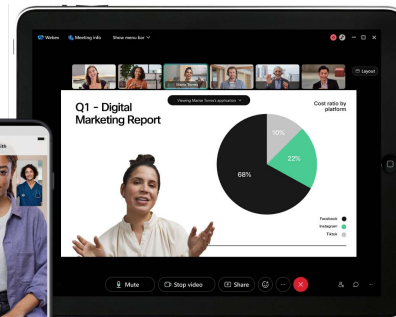 Webex
Meeting info
Show menu bar
Layout
Viewing Marise Torres's application
Q1 - Digital
Marketing Report
Cost ratio by
platform
10%
22%
68%
Facebook
Instagram
Tiktok
Mute
Stop video
Share